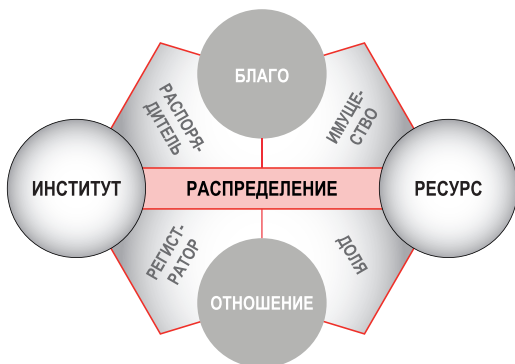 БЛАГО
РАСПОРЯ-
ДИТЕЛЬ
ИМУЩЕ-
СТВО
ИНСТИТУТ
РАСПРЕДЕЛЕНИЕ
РЕСУРС
РЕГИСТ-
РАТОР
ДОЛЯ
ОТНОШЕНИЕ